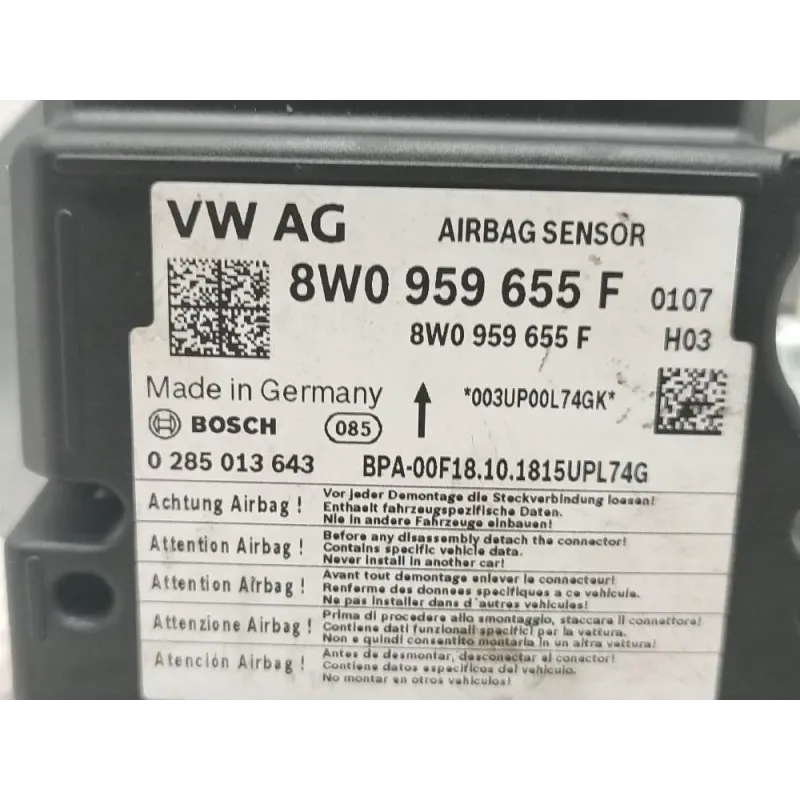 VW AG AIRBAG SENSOR
8W0 959 655 F 0107
8W0 959 655 F H03
Made in Germany *003UP00L74GK*
BOSCH 085
0 285 013 643 BPA-00F18.10.1815UPL74G
Achtung Airbag ! Vor jeder Demontage die Steckverbindung loesen!
Enthaelt fahrzeugspezifische Daten.
Nie in andere Fahrzeuge einbauen!
Attention Airbag ! Before any disassembly detach the connector!
Contains specific vehicle data.
Never install in another car!
Attention Airbag ! Avant tout demontage enlever le connecteur!
Renferme des donnees specifiques a ce vehicule.
Ne pas installer dans d'autres vehicules!
Attenzione Airbag ! Prima di procedere allo smontaggio, staccare il connettore!
Contiene dati funzionali specifici per la vettura.
Non e quindi consentito montarla in un altra vettura!
Atención Airbag ! Antes de desmontar, desconectar el conector!
Contiene datos especificos del vehiculo.
No montar en otros vehiculos!